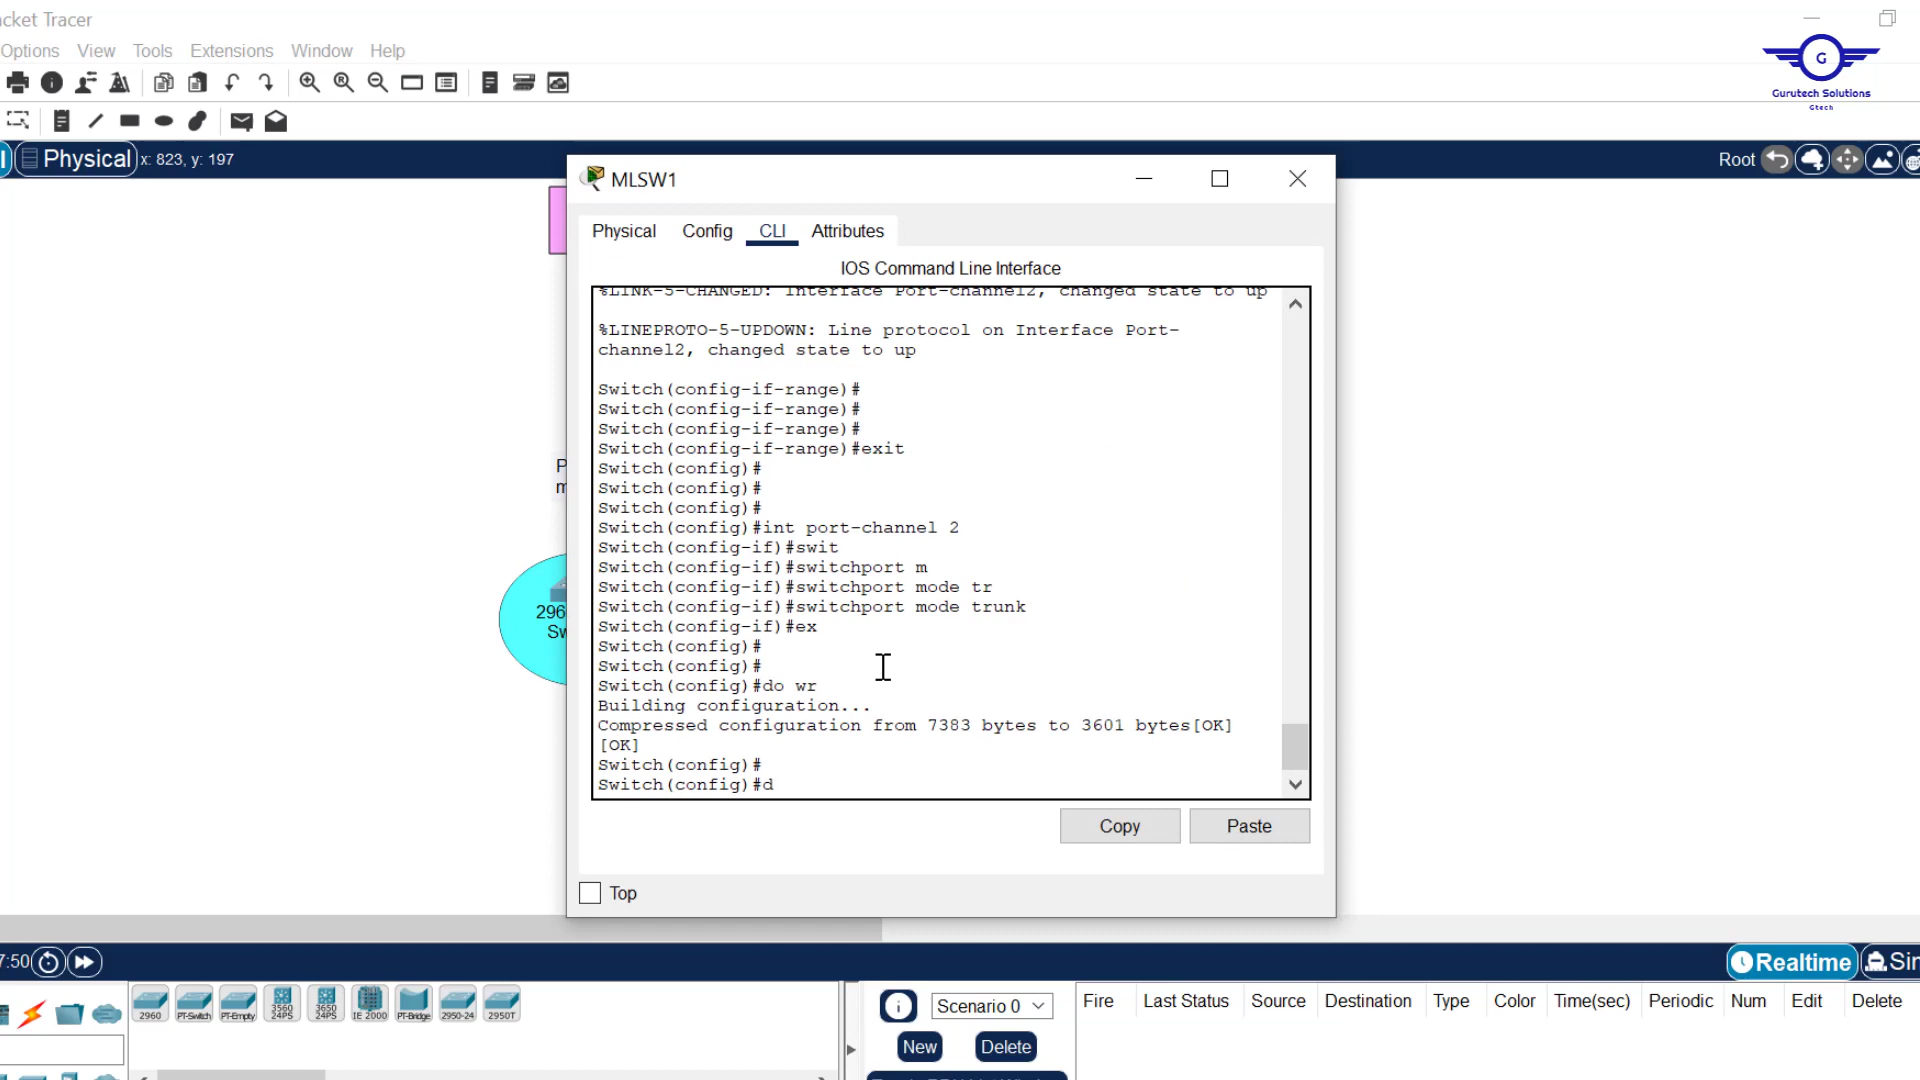 cket Tracer
Options View Tools Extensions Window Help
G
Gurutech Solutions
Gtech
Physical x: 823, y: 197
Root
MLSW1
Physical Config CLI Attributes
IOS Command Line Interface
%LINK-5-CHANGED: Interface Port-channel2, changed state to up
%LINEPROTO-5-UPDOWN: Line protocol on Interface Port-
channel2, changed state to up
Switch(config-if-range)#
Switch(config-if-range)#
Switch(config-if-range)#
Switch(config-if-range)#exit
Switch(config)#
Switch(config)#
Switch(config)#
Switch(config)#int port-channel 2
Switch(config-if)#swit
Switch(config-if)#switchport m
Switch(config-if)#switchport mode tr
Switch(config-if)#switchport mode trunk
Switch(config-if)#ex
Switch(config)#
Switch(config)#
Switch(config)#do wr
Building configuration...
Compressed configuration from 7383 bytes to 3601 bytes[OK]
[OK]
Switch(config)#
Switch(config)#d
P
m
296
Sw
Copy Paste
Top
7:50
Realtime Sin
2960 PT-Switch PT-Empty 3560 24PS 3650 24PS IE 2000 PT-Bridge 2950-24 2950T
Scenario 0
New Delete
Fire Last Status Source Destination Type Color Time(sec) Periodic Num Edit Delete